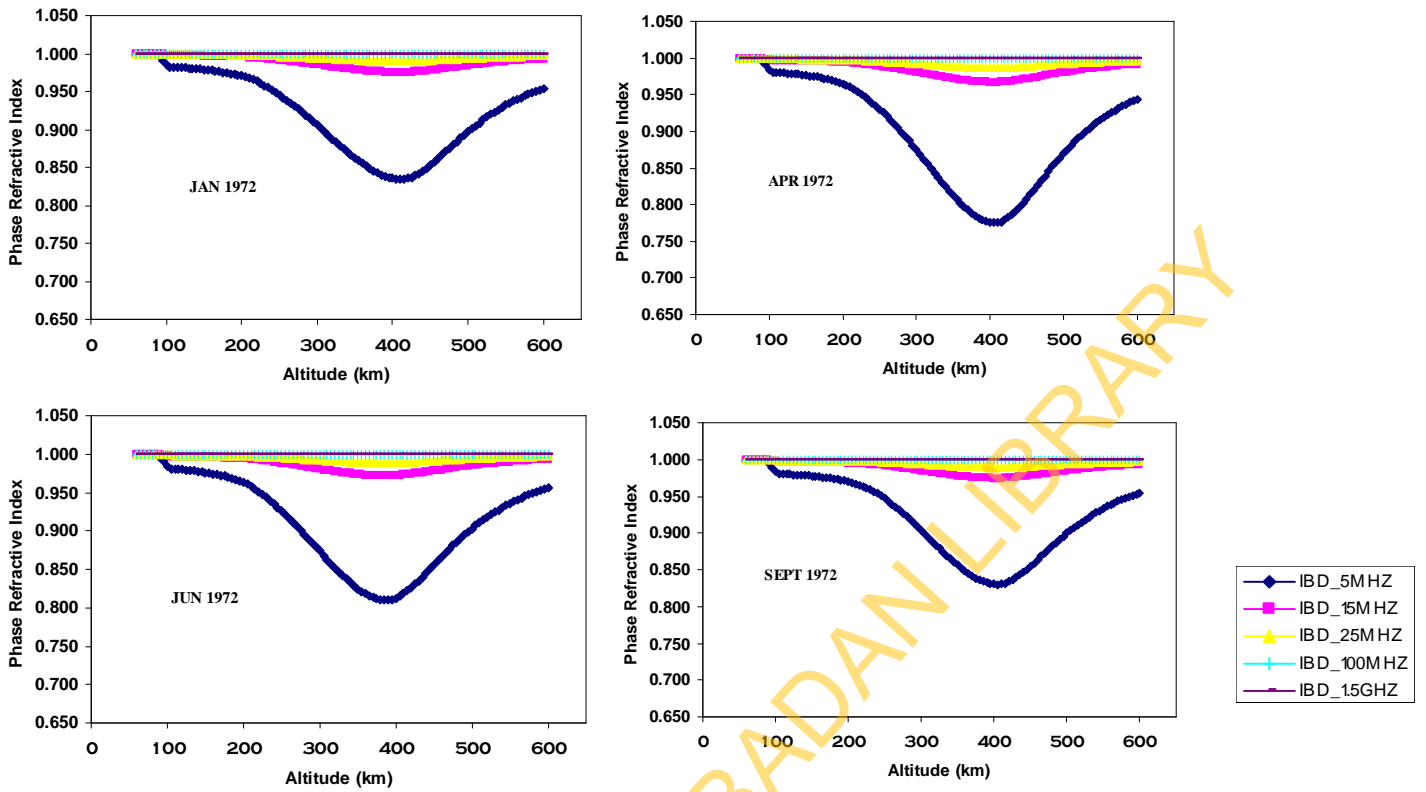 1.050
1.000
0.950
0.900
0.850
0.800
0.750
0.700
0.650
Phase Refractive Index
JAN 1972
0 100 200 300 400 500 600
Altitude (km)
1.050
1.000
0.950
0.900
0.850
0.800
0.750
0.700
0.650
Phase Refractive Index
APR 1972
0 100 200 300 400 500 600
Altitude (km)
1.050
1.000
0.950
0.900
0.850
0.800
0.750
0.700
0.650
Phase Refractive Index
JUN 1972
0 100 200 300 400 500 600
Altitude (km)
1.050
1.000
0.950
0.900
0.850
0.800
0.750
0.700
0.650
Phase Refractive Index
SEPT 1972
0 100 200 300 400 500 600
Altitude (km)
IBD_5MHZ
IBD_15MHZ
IBD_25MHZ
IBD_100MHZ
IBD_1.5GHZ
BADAN LIBRARY